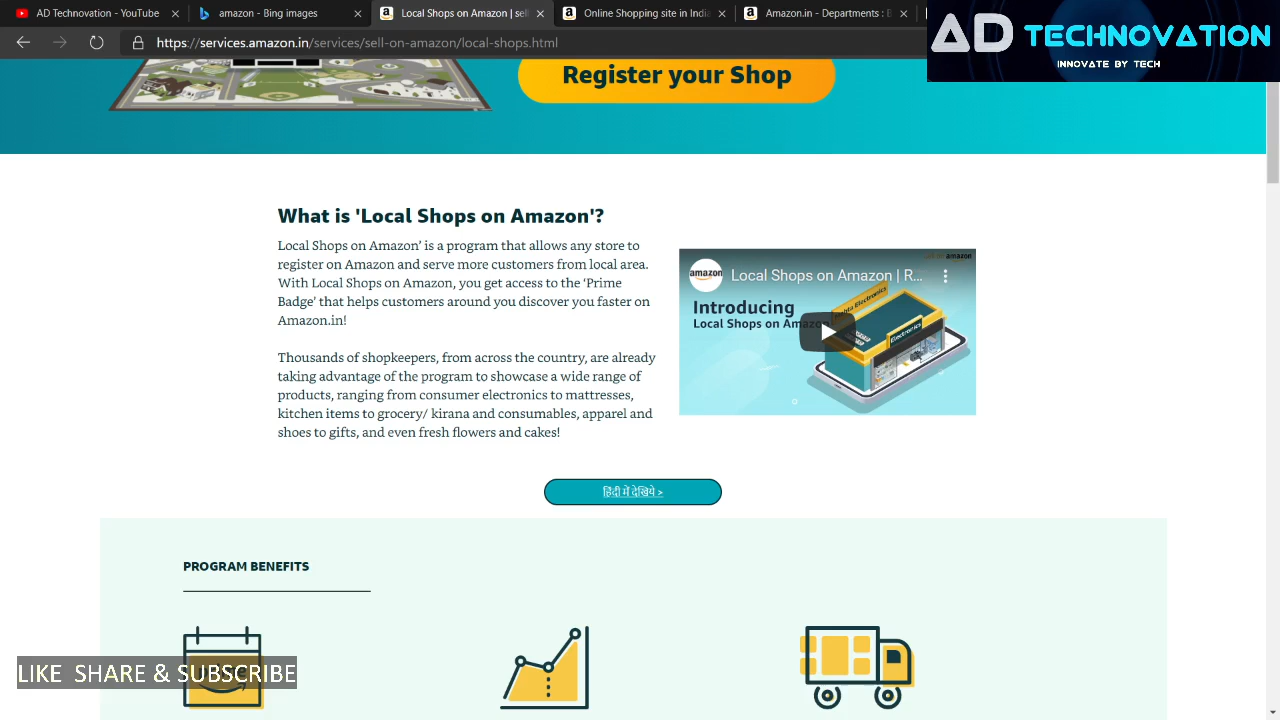 AD Technovation - YouTube
amazon - Bing images
Local Shops on Amazon | sell
Online Shopping site in India
Amazon.in - Departments : B
https://services.amazon.in/services/sell-on-amazon/local-shops.html
AD TECHNOVATION
INNOVATE BY TECH
Register your Shop
What is 'Local Shops on Amazon'?
Local Shops on Amazon’ is a program that allows any store to
register on Amazon and serve more customers from local area.
With Local Shops on Amazon, you get access to the ‘Prime
Badge’ that helps customers around you discover you faster on
Amazon.in!
Thousands of shopkeepers, from across the country, are already
taking advantage of the program to showcase a wide range of
products, ranging from consumer electronics to mattresses,
kitchen items to grocery/ kirana and consumables, apparel and
shoes to gifts, and even fresh flowers and cakes!
amazon
amazon
Local Shops on Amazon | R...
Introducing
Local Shops on Amazon
Electronics
Electronics
हिंदी में देखिये >
PROGRAM BENEFITS
LIKE SHARE & SUBSCRIBE